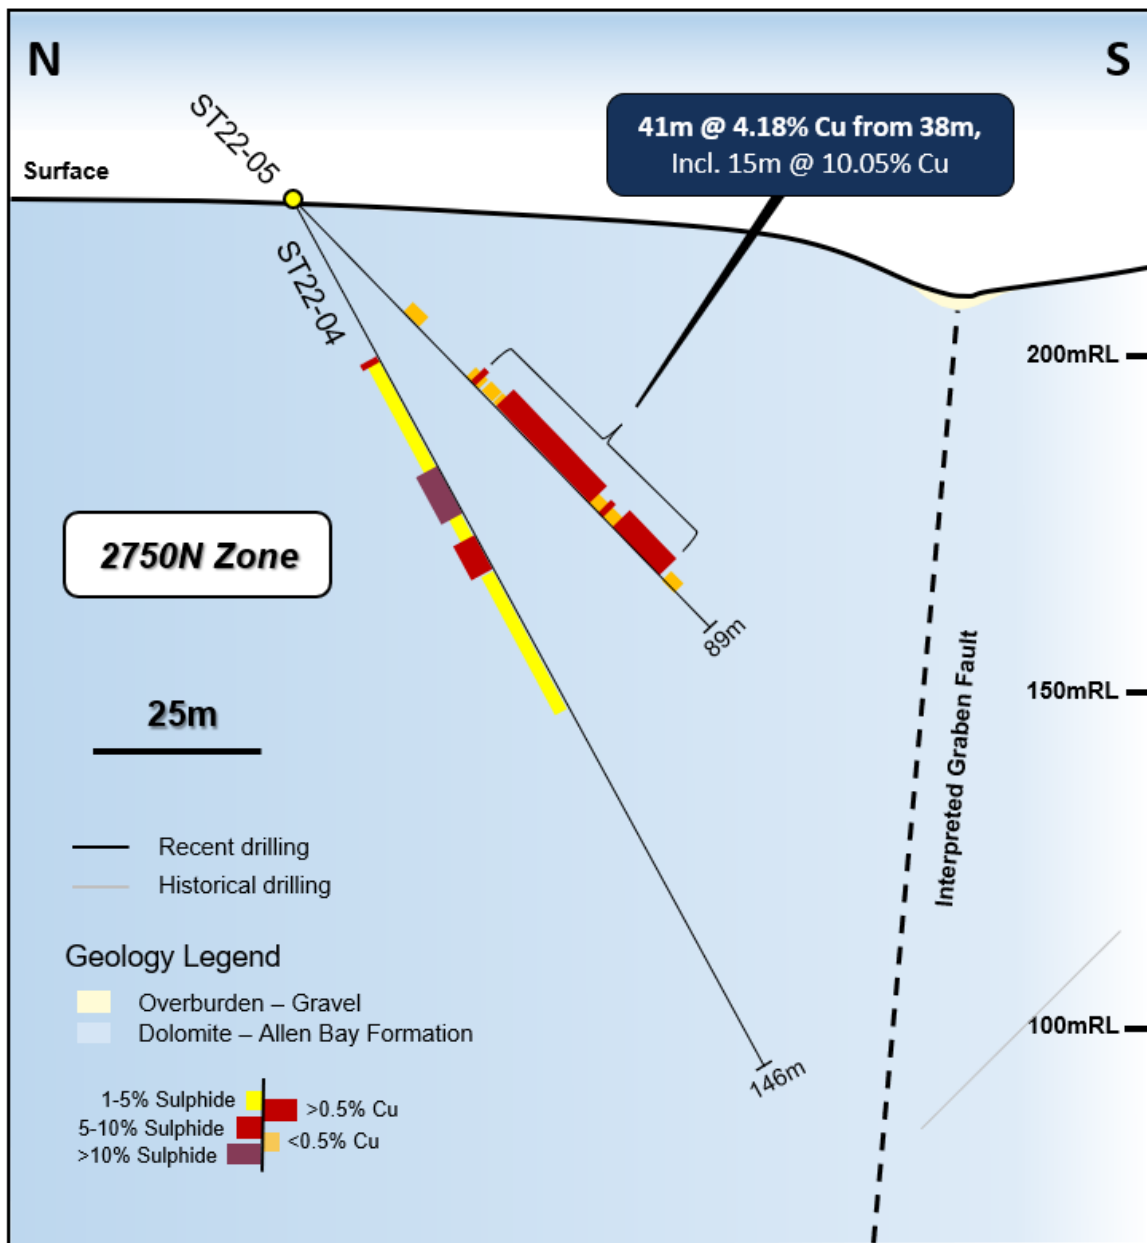 N
S
ST22-05
41m @ 4.18% Cu from 38m,
Incl. 15m @ 10.05% Cu
Surface
ST22-04
200mRL
2750N Zone
89m
150mRL
25m
Interpreted Graben Fault
Recent drilling
Historical drilling
Geology Legend
Overburden – Gravel
Dolomite – Allen Bay Formation
100mRL
146m
1-5% Sulphide
>0.5% Cu
5-10% Sulphide
<0.5% Cu
>10% Sulphide